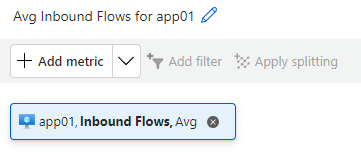 Avg Inbound Flows for app01
Add metric Add filter Apply splitting
app01, Inbound Flows, Avg